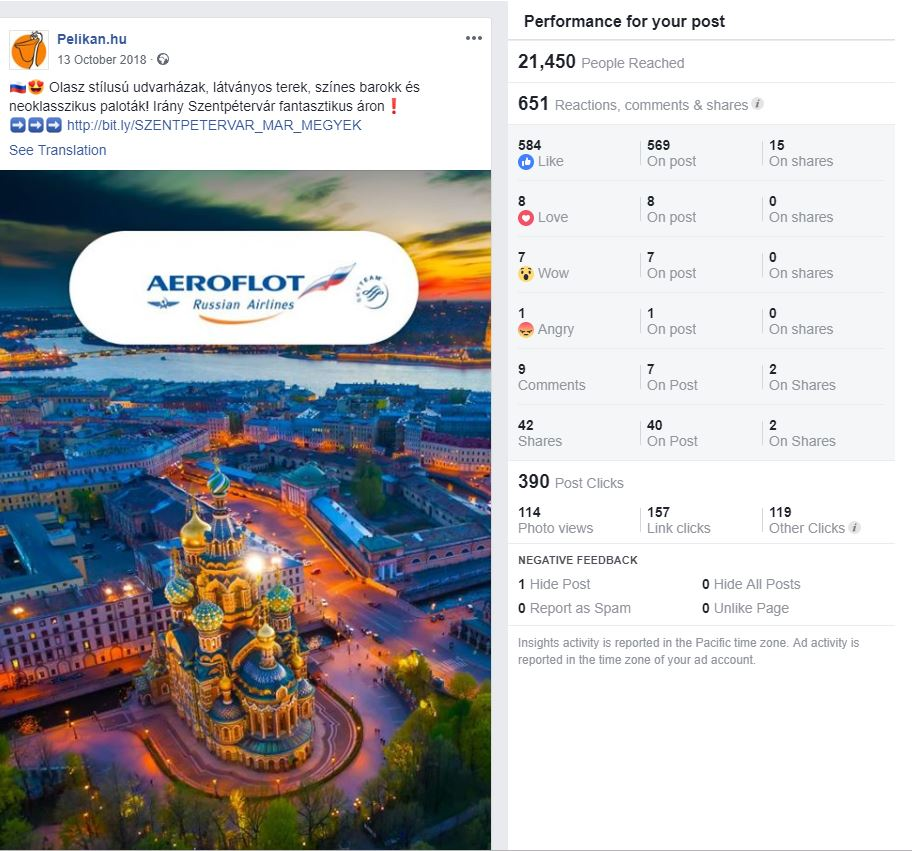 Pelikan.hu
13 October 2018 ·
🇷🇺😍 Olasz stílusú udvarházak, látványos terek, színes barokk és
neoklasszikus paloták! Irány Szentpétervár fantasztikus áron❗
➡➡➡ http://bit.ly/SZENTPETERVAR_MAR_MEGYEK
See Translation
AEROFLOT
Russian Airlines
SKYTEAM
Performance for your post
21,450 People Reached
651 Reactions, comments & shares
584 569 15
Like On post On shares
8 8 0
Love On post On shares
7 7 0
Wow On post On shares
1 1 0
Angry On post On shares
9 7 2
Comments On Post On Shares
42 40 2
Shares On Post On Shares
390 Post Clicks
114 157 119
Photo views Link clicks Other Clicks
NEGATIVE FEEDBACK
1 Hide Post 0 Hide All Posts
0 Report as Spam 0 Unlike Page
Insights activity is reported in the Pacific time zone. Ad activity is
reported in the time zone of your ad account.